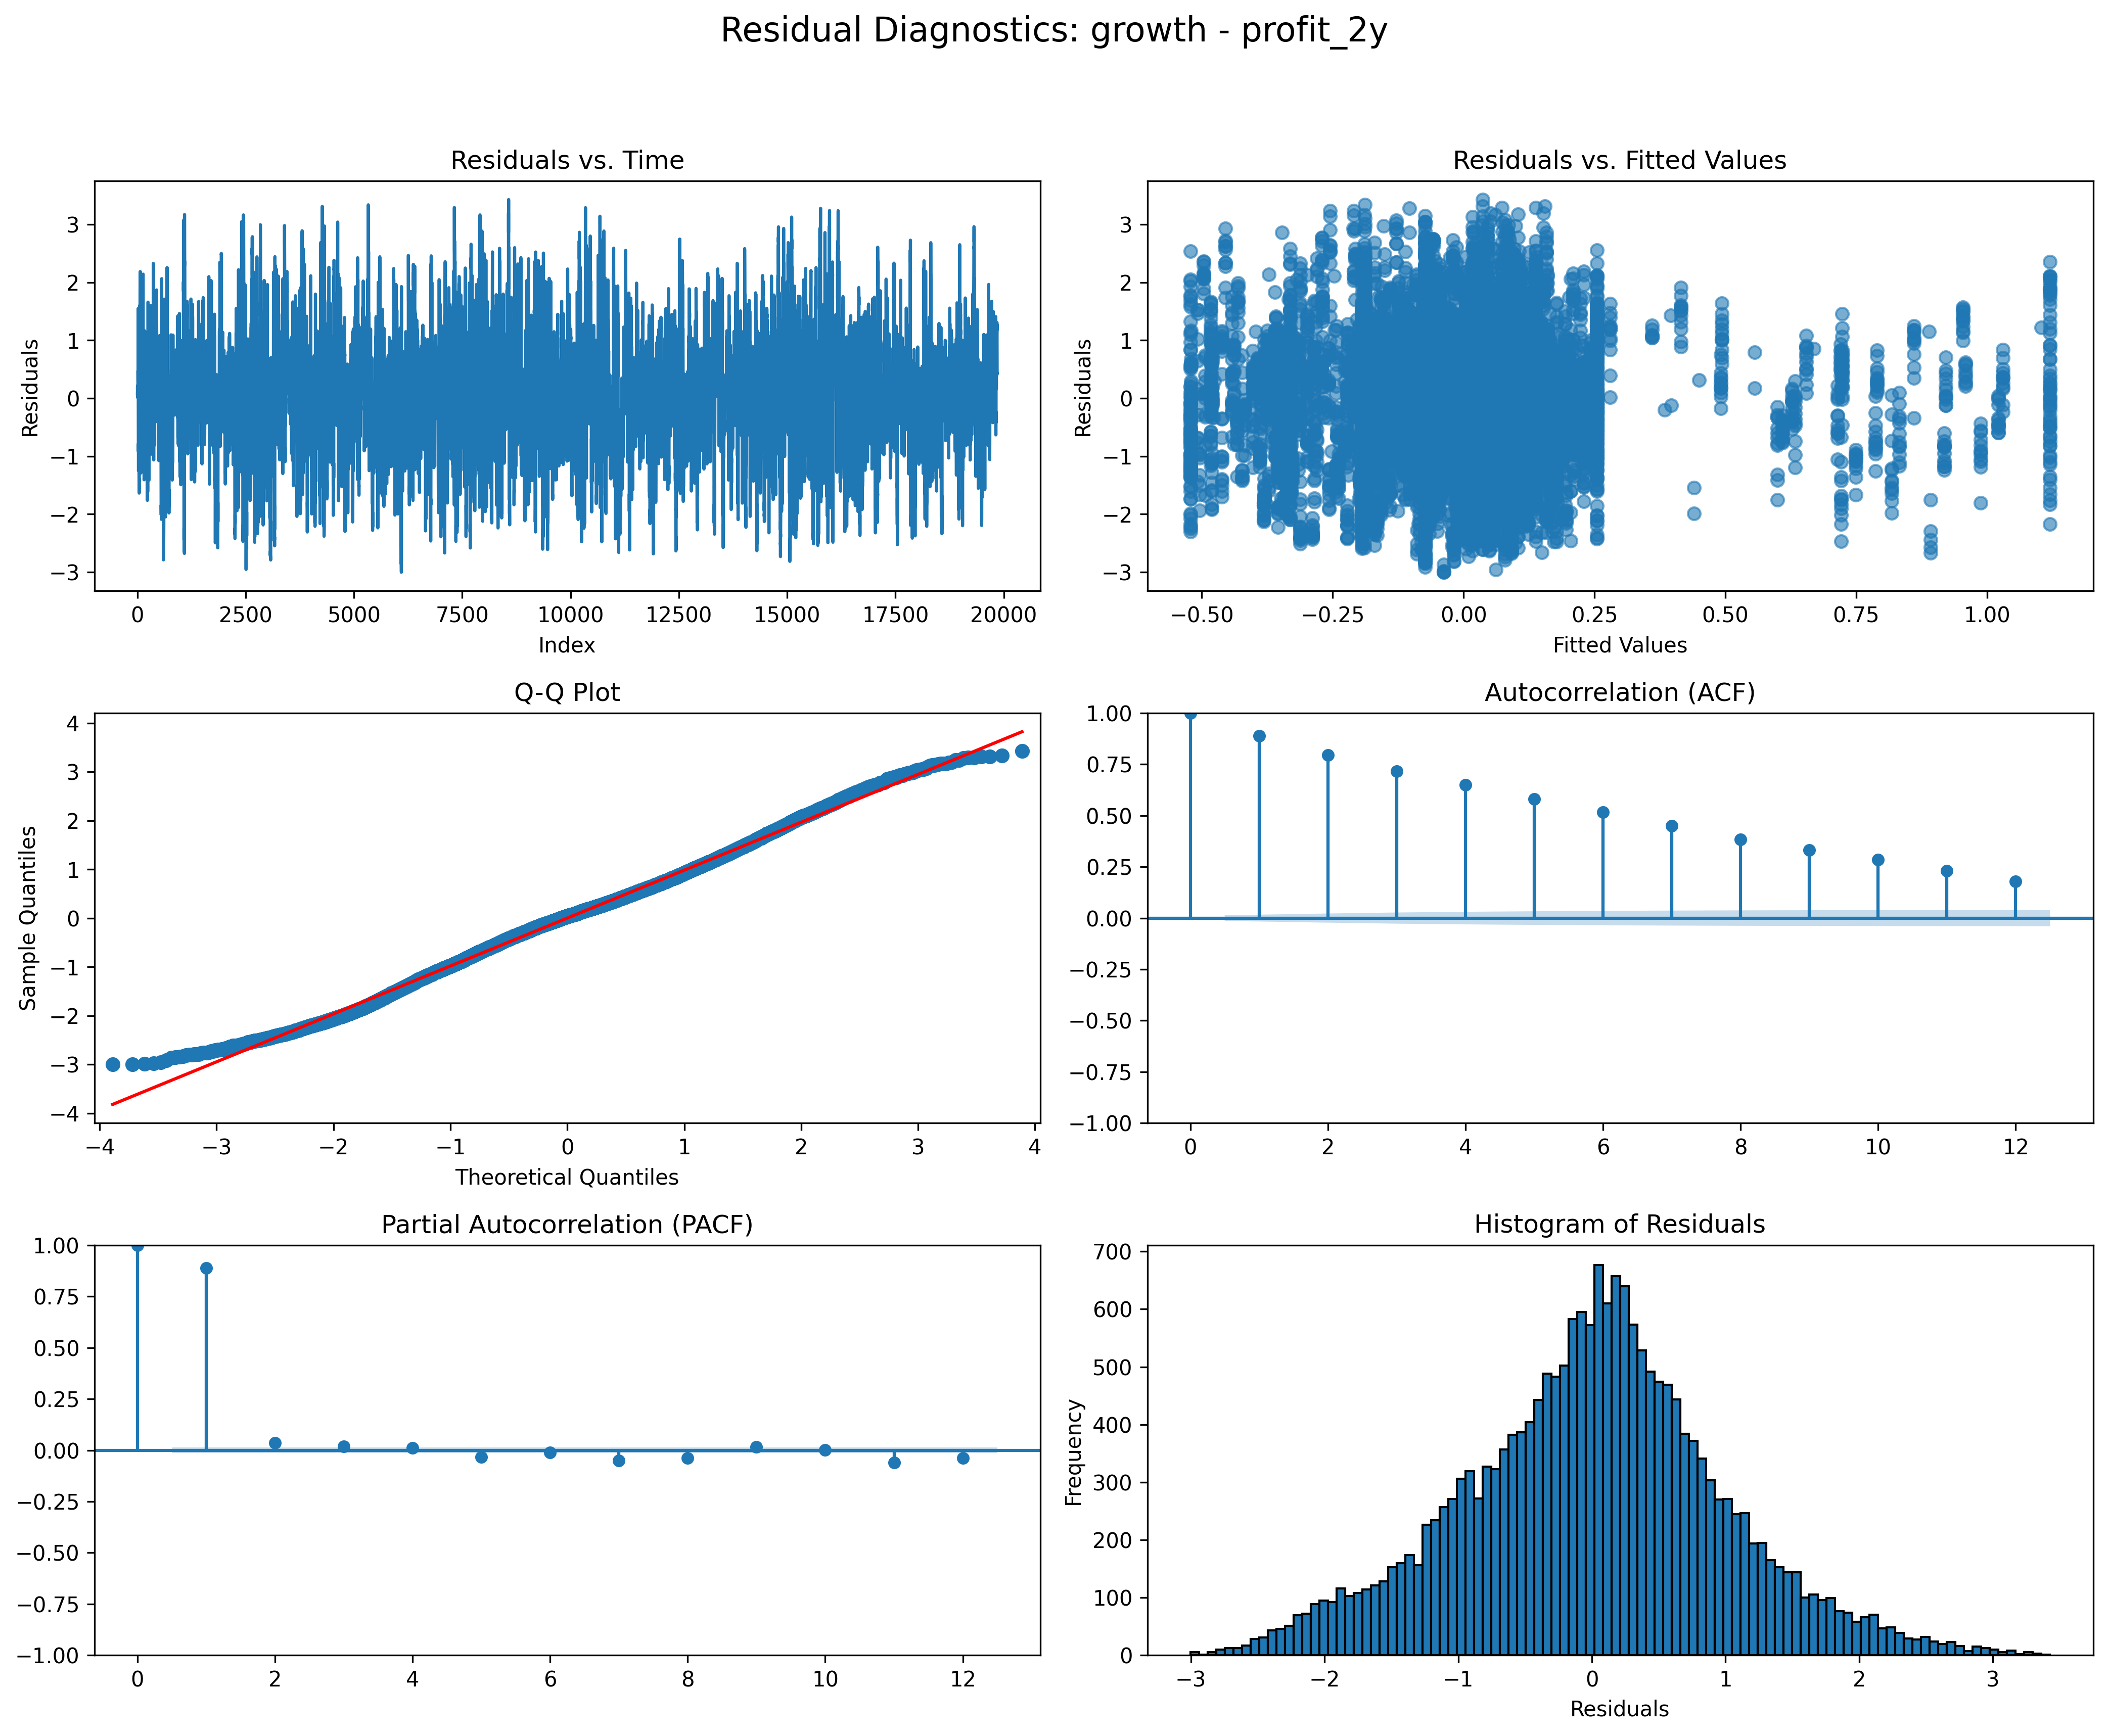 Residual Diagnostics: growth - profit_2y
Residuals vs. Time
Residuals
3
2
1
0
−1
−2
−3
0 2500 5000 7500 10000 12500 15000 17500 20000
Index
Residuals vs. Fitted Values
Residuals
3
2
1
0
−1
−2
−3
−0.50 −0.25 0.00 0.25 0.50 0.75 1.00
Fitted Values
Q-Q Plot
Sample Quantiles
4
3
2
1
0
−1
−2
−3
−4
−4 −3 −2 −1 0 1 2 3 4
Theoretical Quantiles
Autocorrelation (ACF)
1.00
0.75
0.50
0.25
0.00
−0.25
−0.50
−0.75
−1.00
0 2 4 6 8 10 12
Partial Autocorrelation (PACF)
1.00
0.75
0.50
0.25
0.00
−0.25
−0.50
−0.75
−1.00
0 2 4 6 8 10 12
Histogram of Residuals
Frequency
700
600
500
400
300
200
100
0
−3 −2 −1 0 1 2 3
Residuals